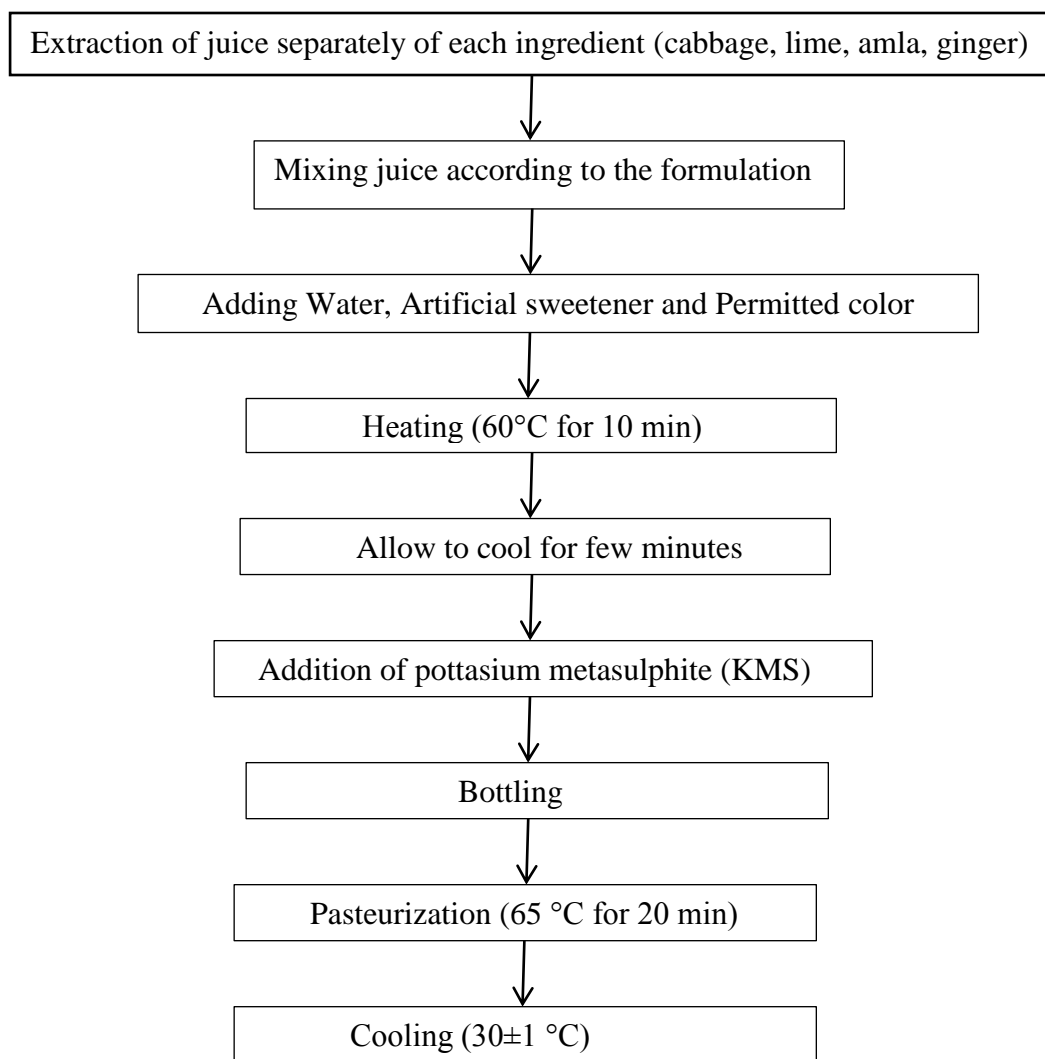 Extraction of juice separately of each ingredient (cabbage, lime, amla, ginger)
Mixing juice according to the formulation
Adding Water, Artificial sweetener and Permitted color
Heating (60°C for 10 min)
Allow to cool for few minutes
Addition of pottasium metasulphite (KMS)
Bottling
Pasteurization (65 °C for 20 min)
Cooling (30±1 °C)